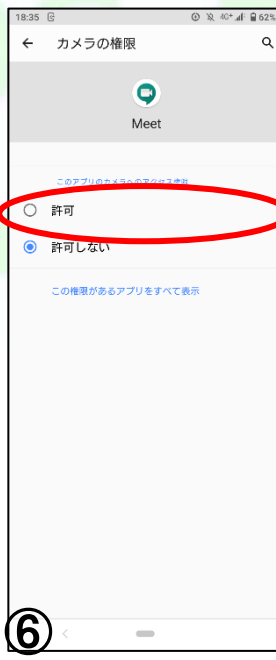 18:35 62%
← カメラの権限
Meet
このアプリのカメラへのアクセス
許可
許可しない
この権限があるアプリをすべて表示
⑥